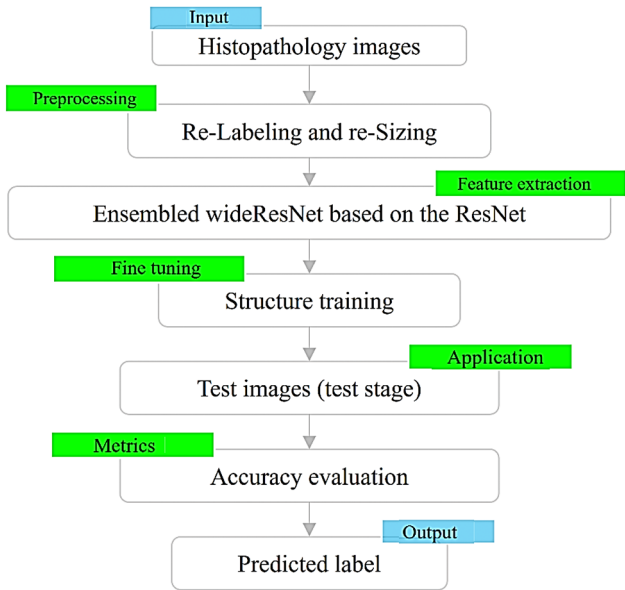 Input
Histopathology images
Preprocessing
Re-Labeling and re-Sizing
Feature extraction
Ensembled wideResNet based on the ResNet
Fine tuning
Structure training
Application
Test images (test stage)
Metrics
Accuracy evaluation
Output
Predicted label